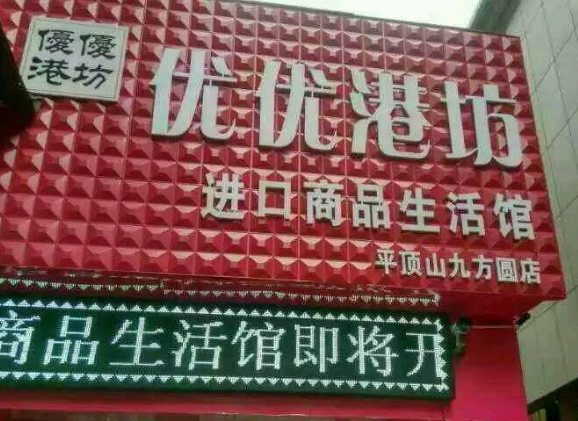 優優
港坊
优优港坊
进口商品生活馆
平顶山九方圆店
商品生活馆即将开